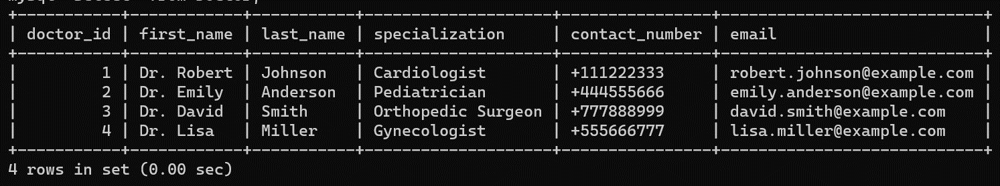 +-----------+------------+-----------+--------------------+----------------+----------------------------+
| doctor_id | first_name | last_name | specialization     | contact_number | email                      |
+-----------+------------+-----------+--------------------+----------------+----------------------------+
|         1 | Dr. Robert | Johnson   | Cardiologist       | +111222333     | robert.johnson@example.com |
|         2 | Dr. Emily  | Anderson  | Pediatrician       | +444555666     | emily.anderson@example.com |
|         3 | Dr. David  | Smith     | Orthopedic Surgeon | +777888999     | david.smith@example.com    |
|         4 | Dr. Lisa   | Miller    | Gynecologist       | +555666777     | lisa.miller@example.com    |
+-----------+------------+-----------+--------------------+----------------+----------------------------+
4 rows in set (0.00 sec)